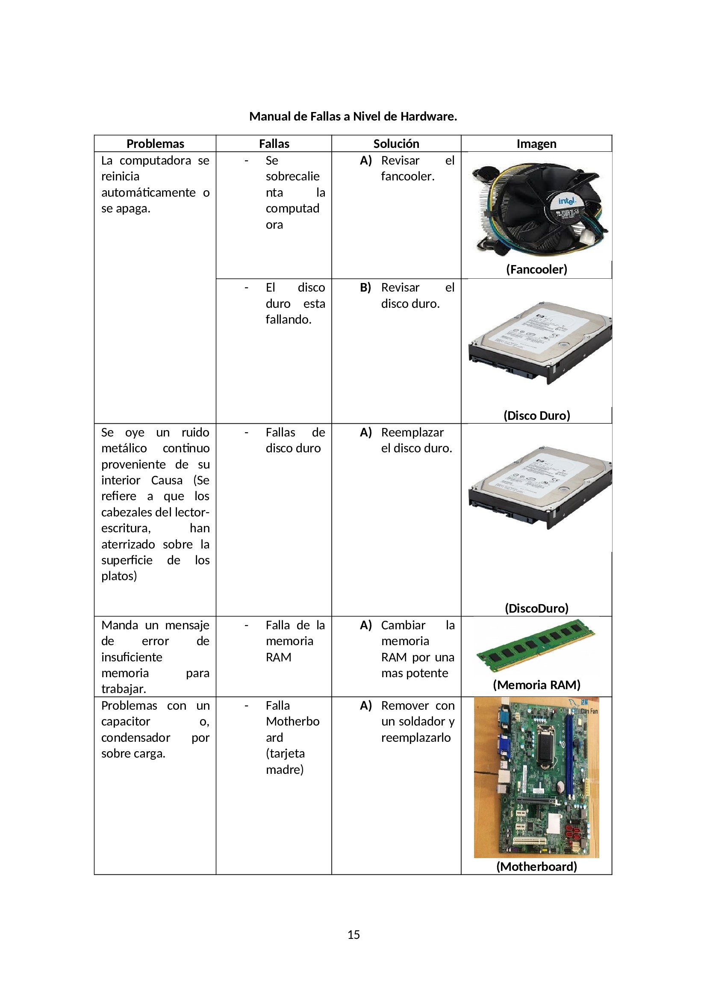 Manual de Fallas a Nivel de Hardware.
Problemas Fallas Solución Imagen
La computadora se
reinicia
automáticamente o
se apaga.
- Se
sobrecalie
nta la
computad
ora
A) Revisar el
fancooler.
intel
(Fancooler)
- El disco
duro esta
fallando.
B) Revisar el
disco duro.
(Disco Duro)
Se oye un ruido
metálico continuo
proveniente de su
interior Causa (Se
refiere a que los
cabezales del lector-
escritura, han
aterrizado sobre la
superficie de los
platos)
- Fallas de
disco duro
A) Reemplazar
el disco duro.
(DiscoDuro)
Manda un mensaje
de error de
insuficiente
memoria para
trabajar.
- Falla de la
memoria
RAM
A) Cambiar la
memoria
RAM por una
mas potente
(Memoria RAM)
Problemas con un
capacitor o,
condensador por
sobre carga.
- Falla
Motherbo
ard
(tarjeta
madre)
A) Remover con
un soldador y
reemplazarlo
Dan Fan
(Motherboard)
15